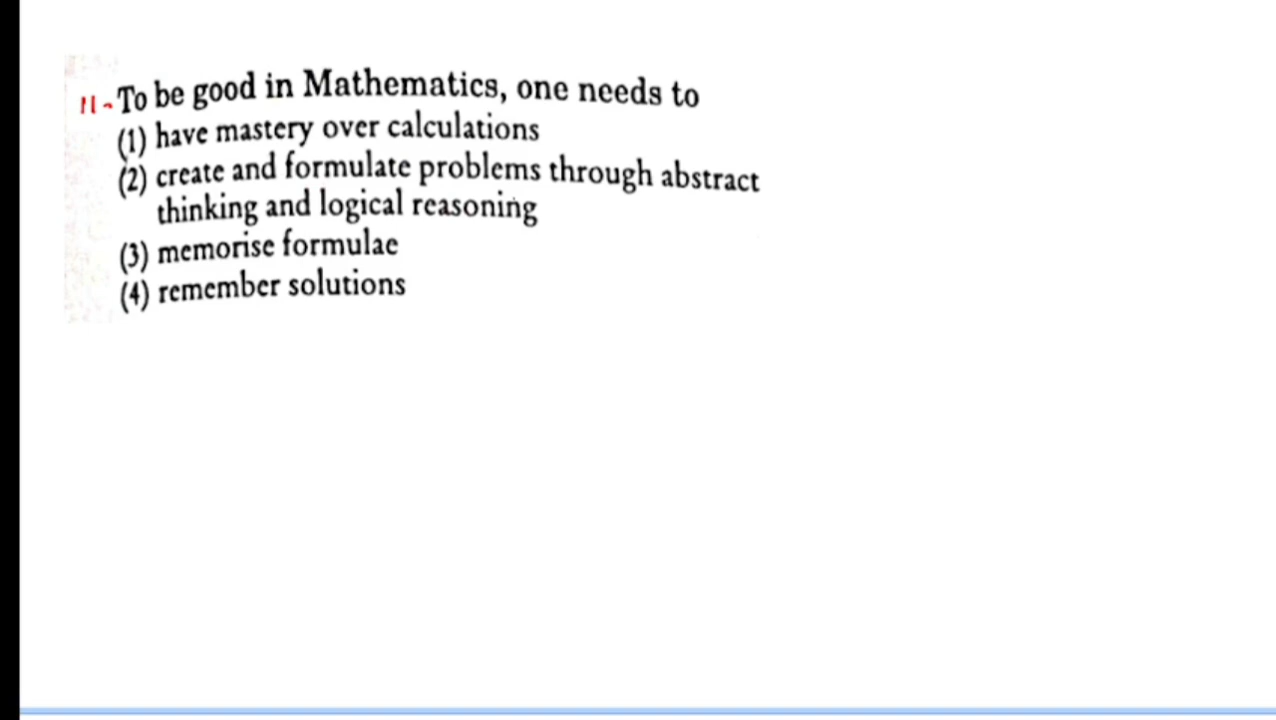 11- To be good in Mathematics, one needs to
(1) have mastery over calculations
(2) create and formulate problems through abstract
thinking and logical reasoning
(3) memorise formulae
(4) remember solutions